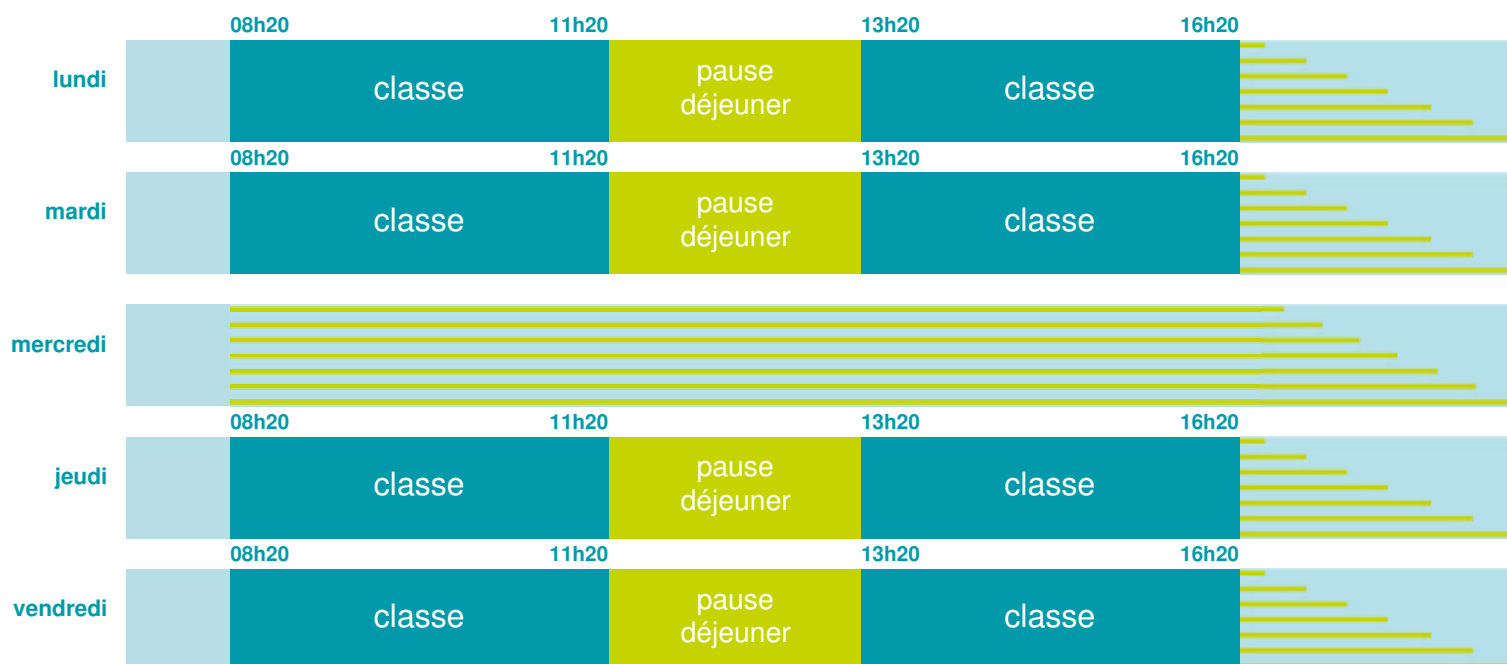 08h20 11h20 13h20 16h20
lundi classe pause déjeuner classe
08h20 11h20 13h20 16h20
mardi classe pause déjeuner classe
mercredi
08h20 11h20 13h20 16h20
jeudi classe pause déjeuner classe
08h20 11h20 13h20 16h20
vendredi classe pause déjeuner classe